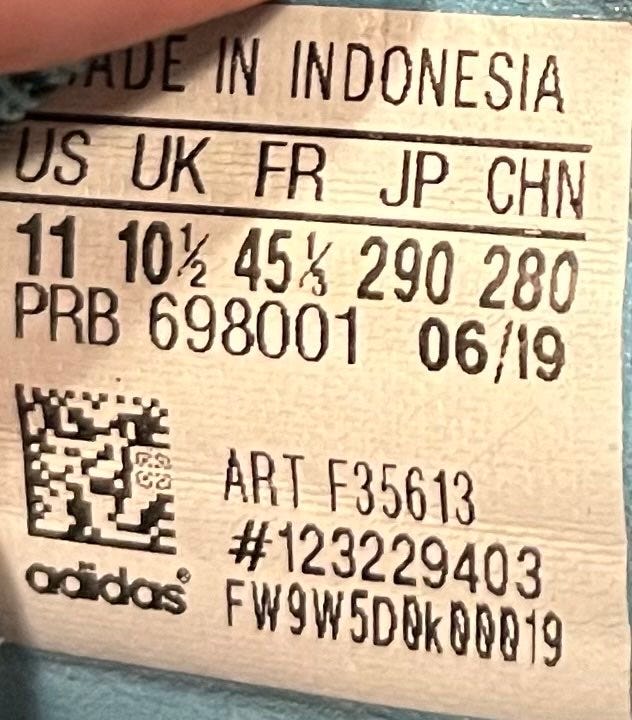 MADE IN INDONESIA
US UK FR JP CHN
11 10½ 45⅓ 290 280
PRB 698001 06/19
ART F35613
#123229403
adidas®
FW9W5D0k00019